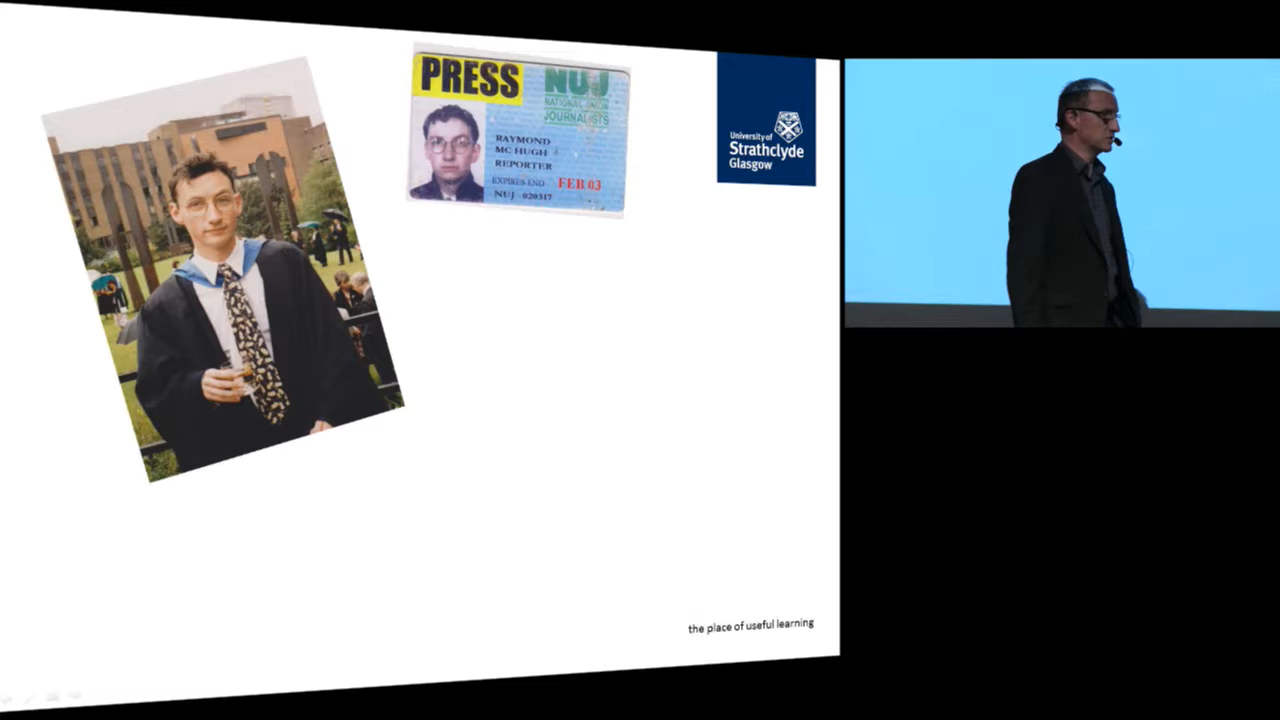 PRESS
NUJ
NATIONAL UNION
JOURNALISTS
RAYMOND
MC HUGH
REPORTER
EXPIRES END FEB 03
NUJ 020317
University of
Strathclyde
Glasgow
the place of useful learning